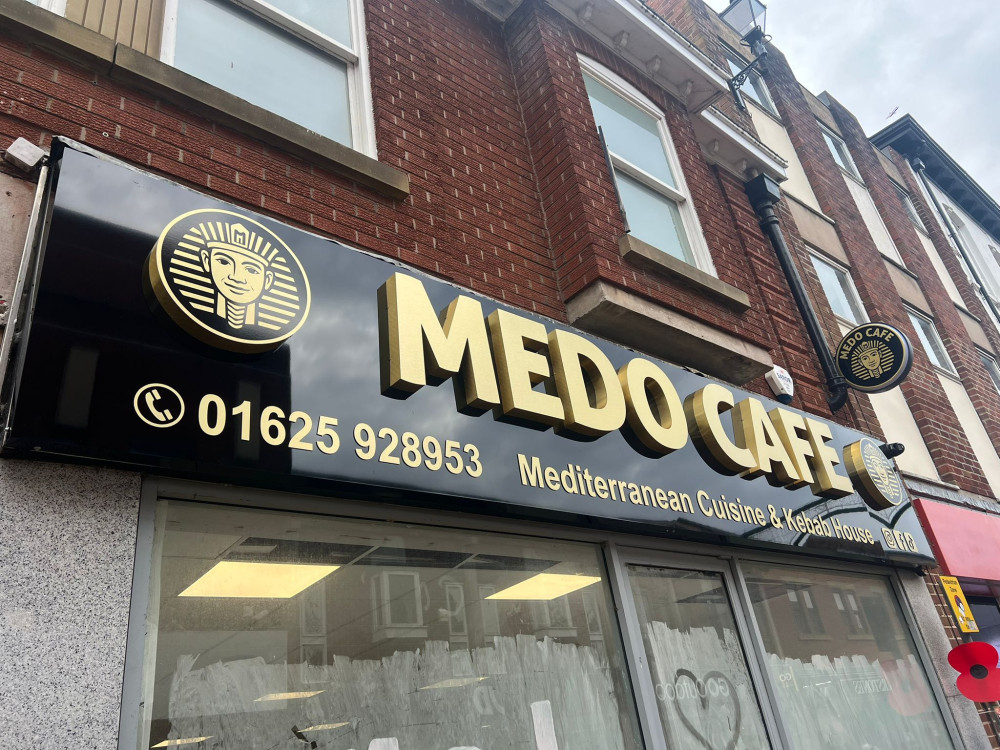 M
MEDO CAFE
01625 928953
Mediterranean Cuisine & Kebab House
MEDO CAFE